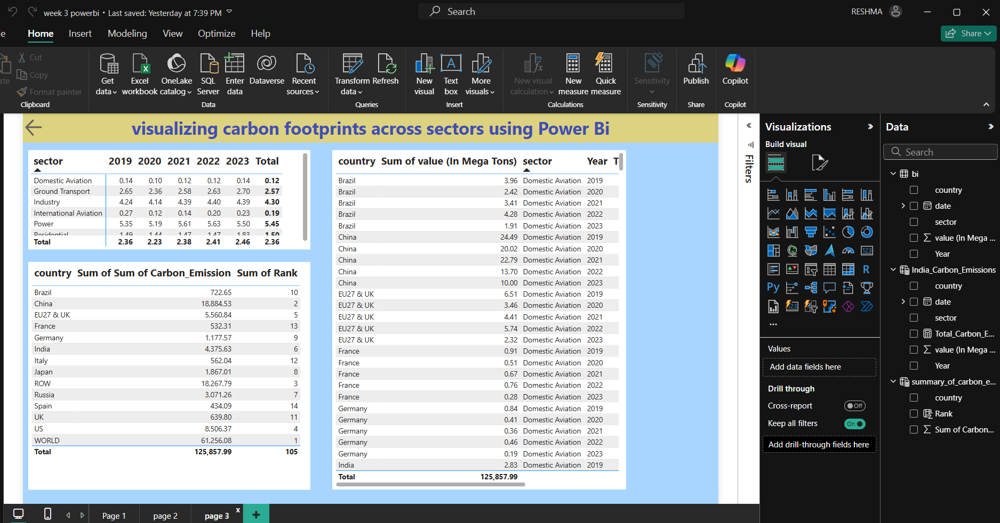 week 3 powerbi • Last saved: Yesterday at 7:39 PM
Search
RESHMA
e Home Insert Modeling View Optimize Help
Share
Cut
Copy
Format painter
Clipboard
Get data
Excel workbook
OneLake catalog
SQL Server
Enter data
Dataverse
Recent sources
Data
Transform data
Refresh
Queries
New visual
Text box
More visuals
Insert
New visual calculation
New measure
Quick measure
Calculations
Sensitivity
Sensitivity
Publish
Share
Copilot
Copilot
visualizing carbon footprints across sectors using Power Bi
sector 2019 2020 2021 2022 2023 Total
Domestic Aviation 0.14 0.10 0.12 0.12 0.14 0.12
Ground Transport 2.65 2.36 2.58 2.63 2.70 2.57
Industry 4.24 4.14 4.39 4.40 4.39 4.30
International Aviation 0.27 0.12 0.14 0.20 0.23 0.19
Power 5.35 5.19 5.61 5.63 5.50 5.45
Residential 1.49 1.44 1.47 1.47 1.83 1.50
Total 2.36 2.23 2.38 2.41 2.46 2.36
country Sum of Sum of Carbon_Emission Sum of Rank
Brazil 722.65 10
China 18,884.53 2
EU27 & UK 5,560.84 5
France 532.31 13
Germany 1,177.57 9
India 4,375.63 6
Italy 562.04 12
Japan 1,867.01 8
ROW 18,267.79 3
Russia 3,071.26 7
Spain 434.09 14
UK 639.80 11
US 8,506.37 4
WORLD 61,256.08 1
Total 125,857.99 105
country Sum of value (In Mega Tons) sector Year T
Brazil 3.96 Domestic Aviation 2019
Brazil 2.42 Domestic Aviation 2020
Brazil 3.41 Domestic Aviation 2021
Brazil 4.28 Domestic Aviation 2022
Brazil 1.91 Domestic Aviation 2023
China 24.49 Domestic Aviation 2019
China 20.02 Domestic Aviation 2020
China 22.79 Domestic Aviation 2021
China 13.70 Domestic Aviation 2022
China 10.00 Domestic Aviation 2023
EU27 & UK 6.51 Domestic Aviation 2019
EU27 & UK 3.46 Domestic Aviation 2020
EU27 & UK 4.41 Domestic Aviation 2021
EU27 & UK 5.74 Domestic Aviation 2022
EU27 & UK 2.32 Domestic Aviation 2023
France 0.91 Domestic Aviation 2019
France 0.51 Domestic Aviation 2020
France 0.67 Domestic Aviation 2021
France 0.76 Domestic Aviation 2022
France 0.28 Domestic Aviation 2023
Germany 0.84 Domestic Aviation 2019
Germany 0.41 Domestic Aviation 2020
Germany 0.36 Domestic Aviation 2021
Germany 0.46 Domestic Aviation 2022
Germany 0.19 Domestic Aviation 2023
India 2.83 Domestic Aviation 2019
Total 125,857.99
Filters
Visualizations
Build visual
123
R
Py
123
...
Values
Add data fields here
Drill through
Cross-report Off
Keep all filters On
Add drill-through fields here
Data
Search
bi
country
date
sector
Σ value (In Mega ...
Year
India_Carbon_Emissions
country
date
sector
Total_Carbon_E...
Σ value (In Mega ...
Year
summary_of_carbon_e...
country
Rank
Σ Sum of Carbon...
Page 1
page 2
page 3 x
+